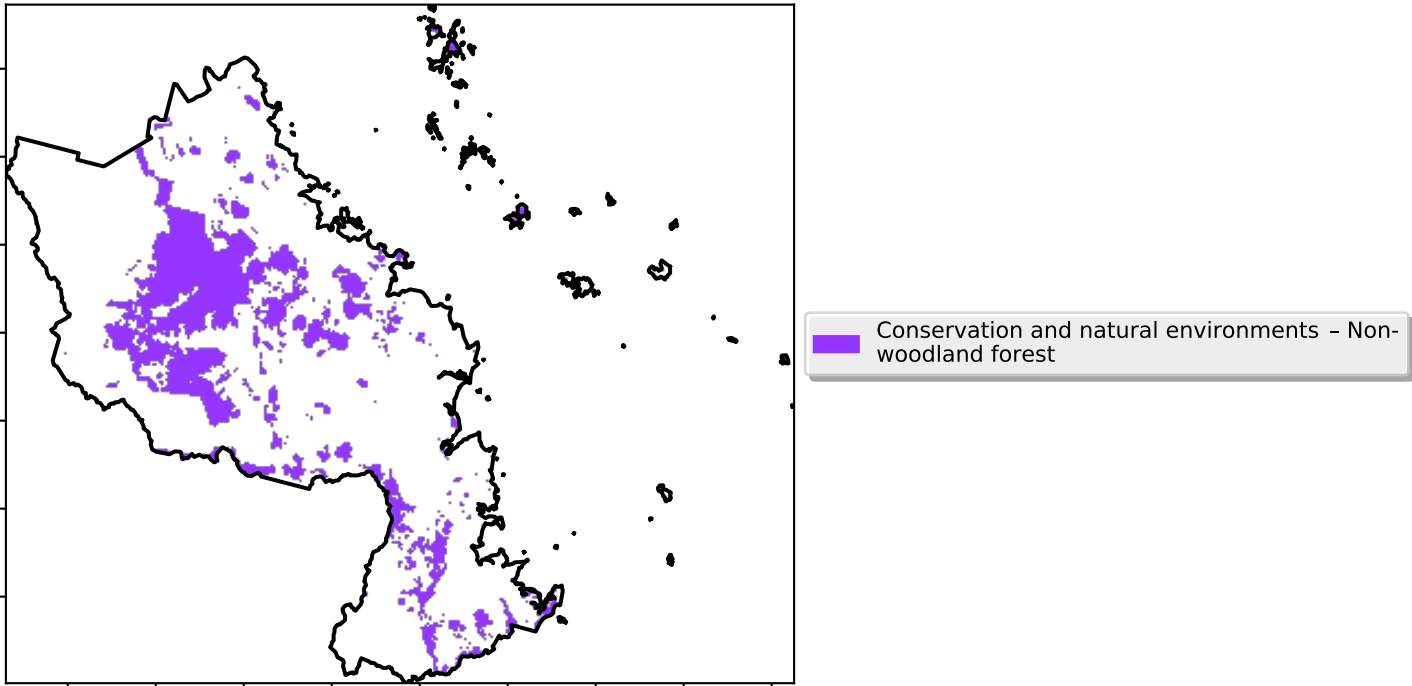 Conservation and natural environments – Non-
woodland forest